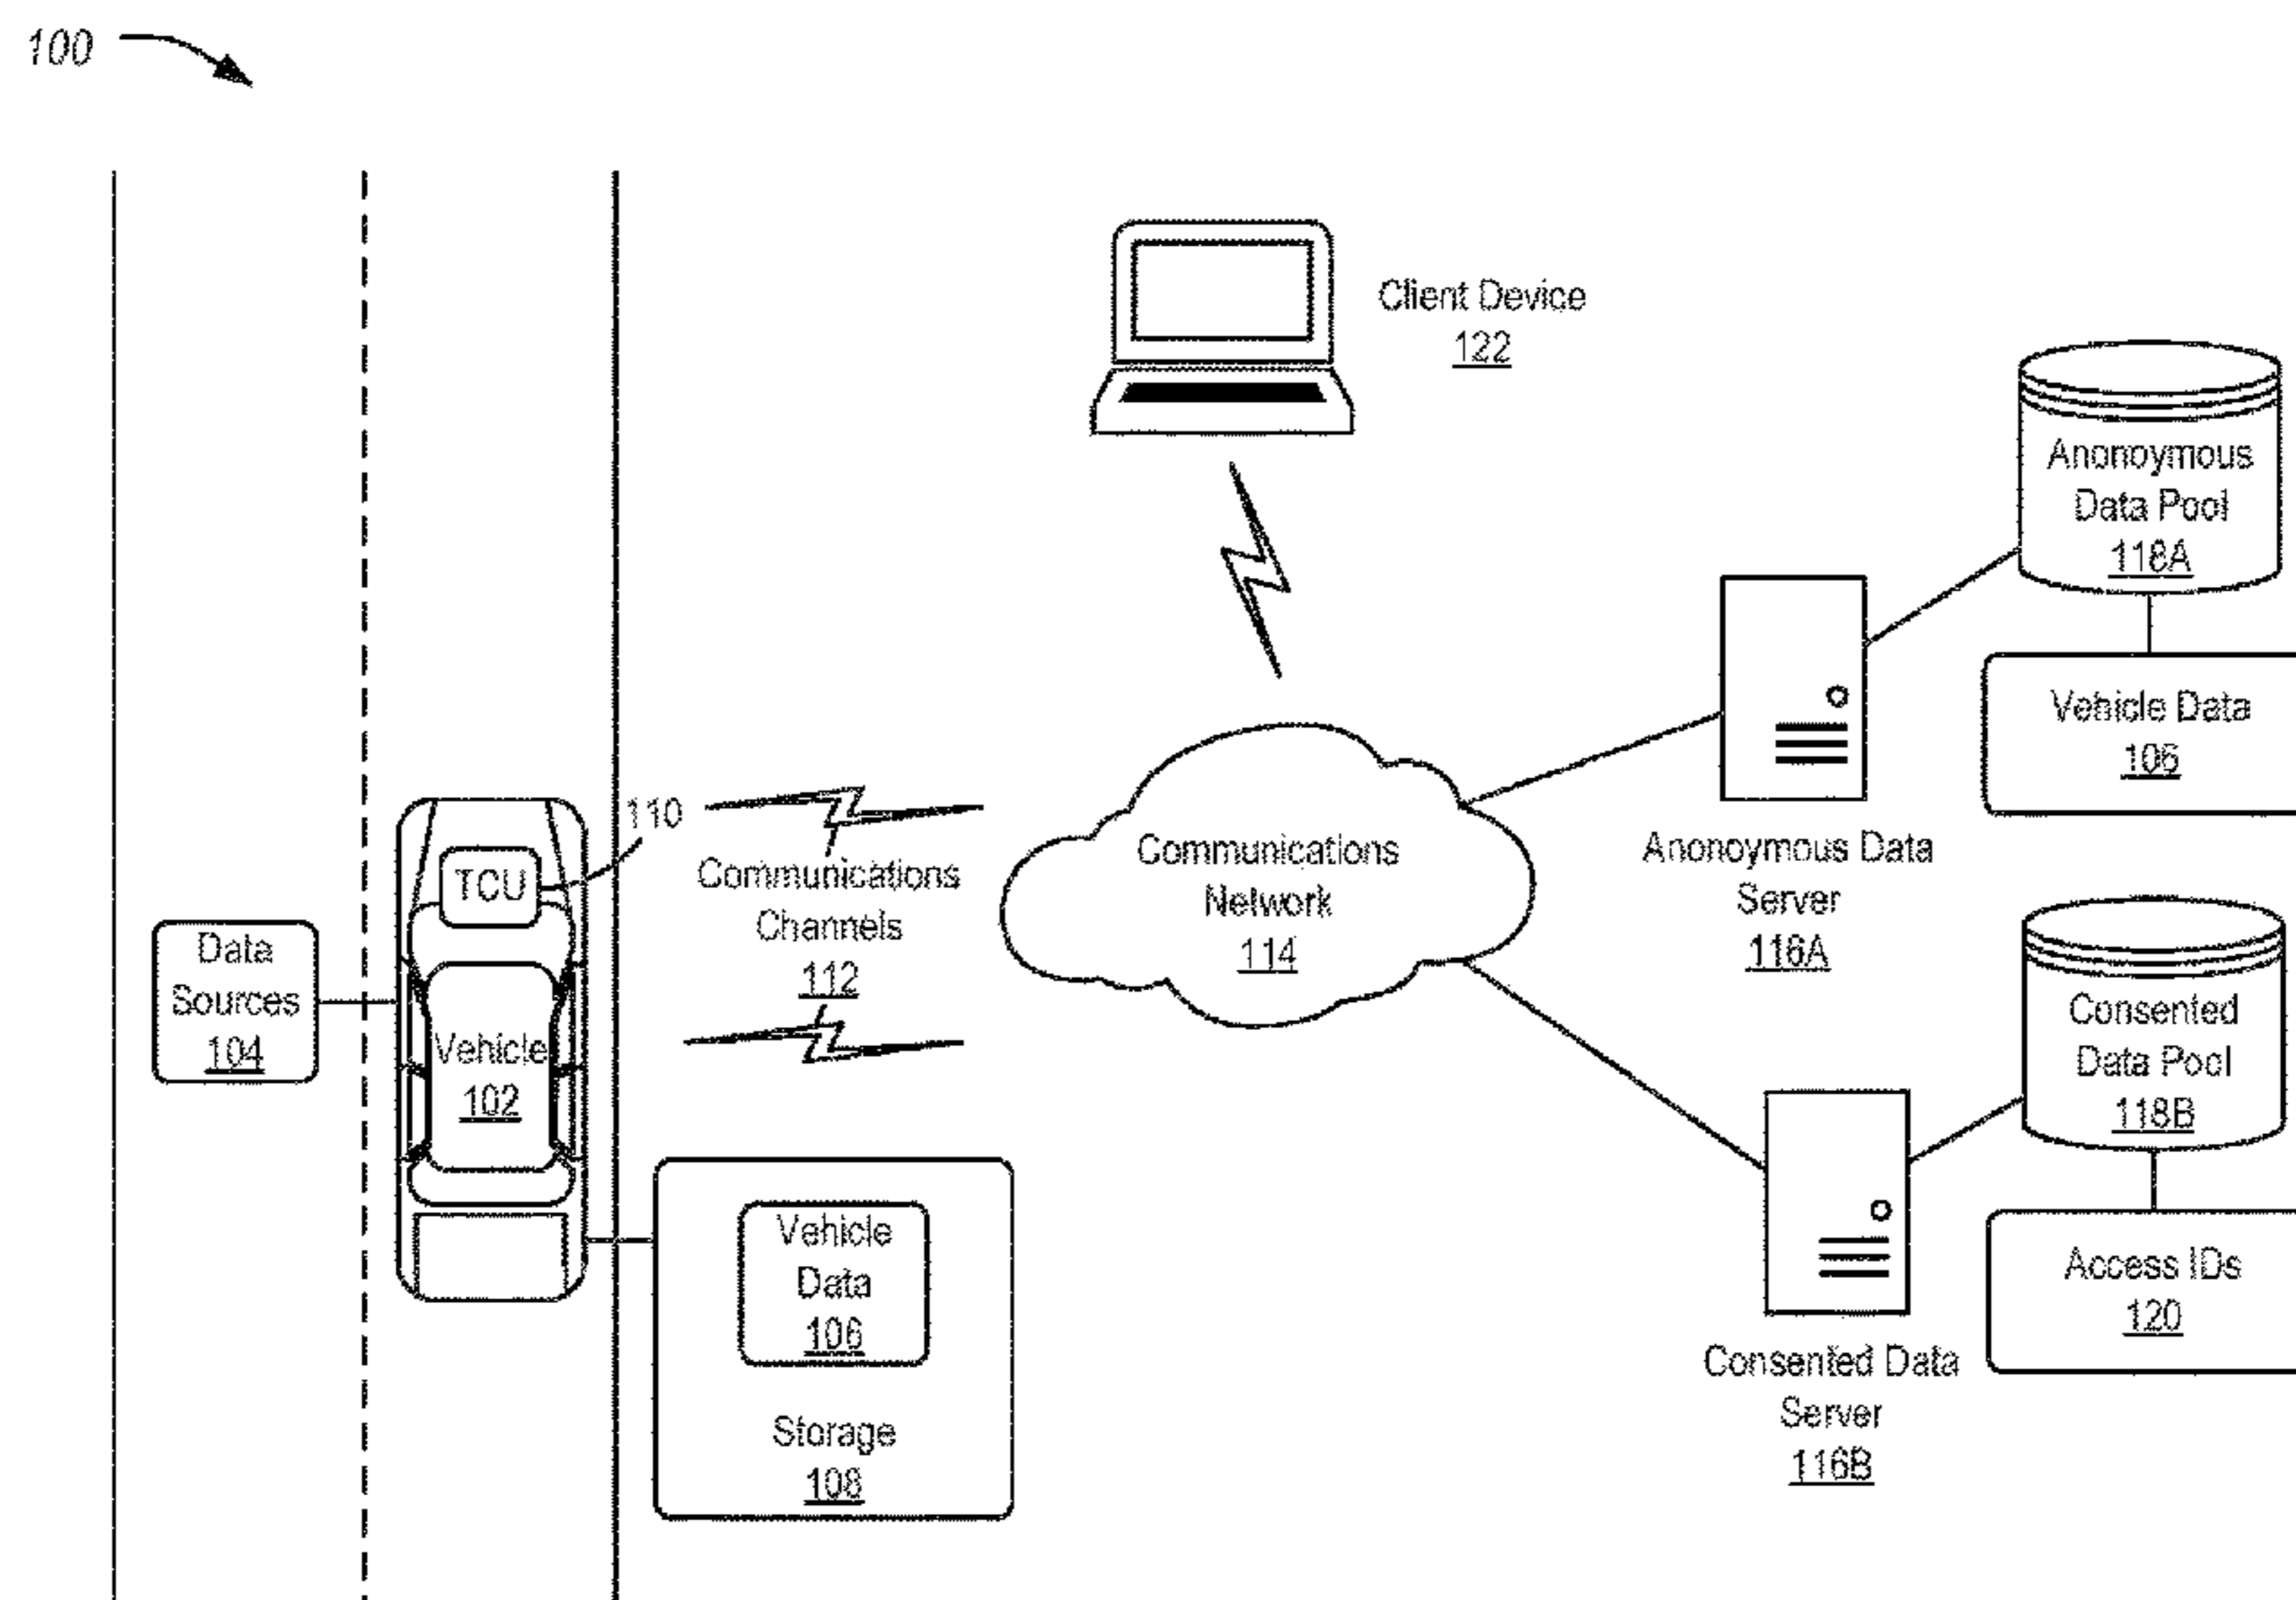 100
Client Device
122
Anonoymous
Data Pool
118A
Vehicle Data
106
Anonoymous Data
Server
116A
110
TCU
Communications
Channels
112
Communications
Network
114
Data
Sources
104
Vehicle
102
Consented
Data Pool
118B
Access IDs
120
Consented Data
Server
116B
Vehicle
Data
106
Storage
108